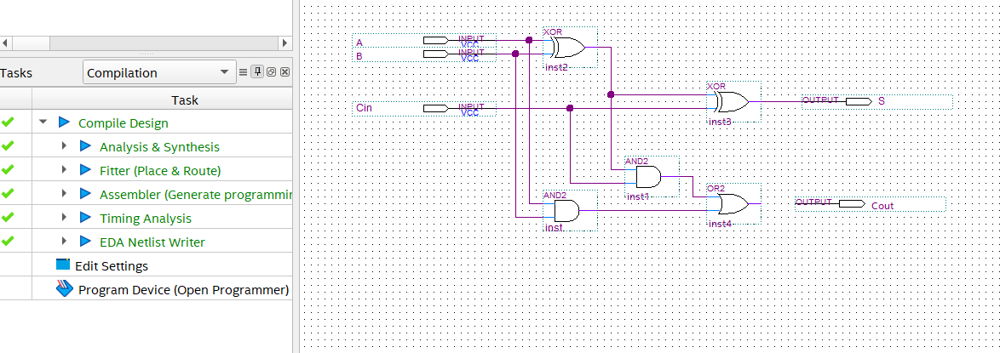 Tasks
Compilation
Task
Compile Design
Analysis & Synthesis
Fitter (Place & Route)
Assembler (Generate programmin
Timing Analysis
EDA Netlist Writer
Edit Settings
Program Device (Open Programmer)
A
INPUT
VCC
B
INPUT
VCC
XOR
inst2
Cin
INPUT
VCC
XOR
inst3
OUTPUT
S
AND2
inst1
AND2
inst
OR2
inst4
OUTPUT
Cout